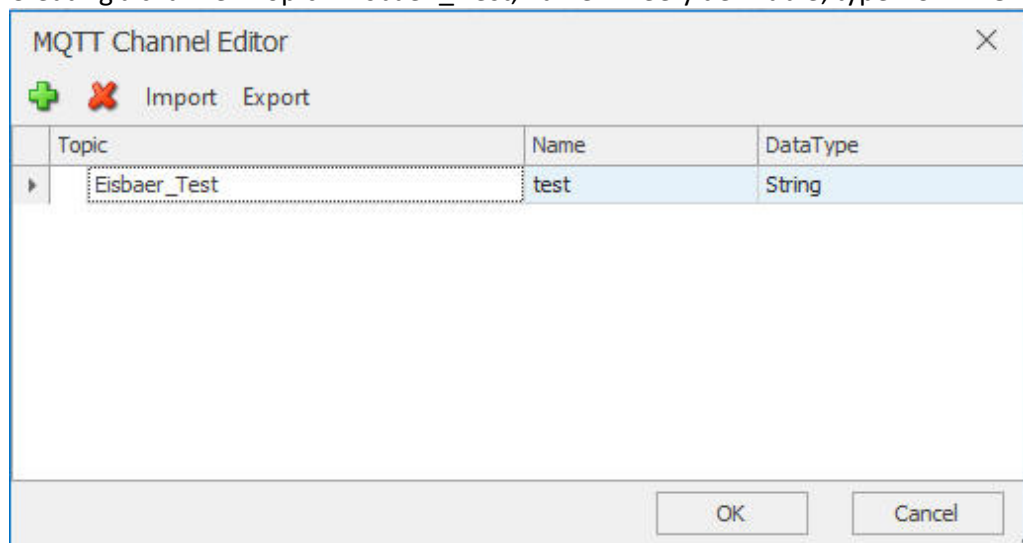 MQTT Channel Editor
Import Export
Topic Name DataType
Eisbaer_Test test String
OK Cancel